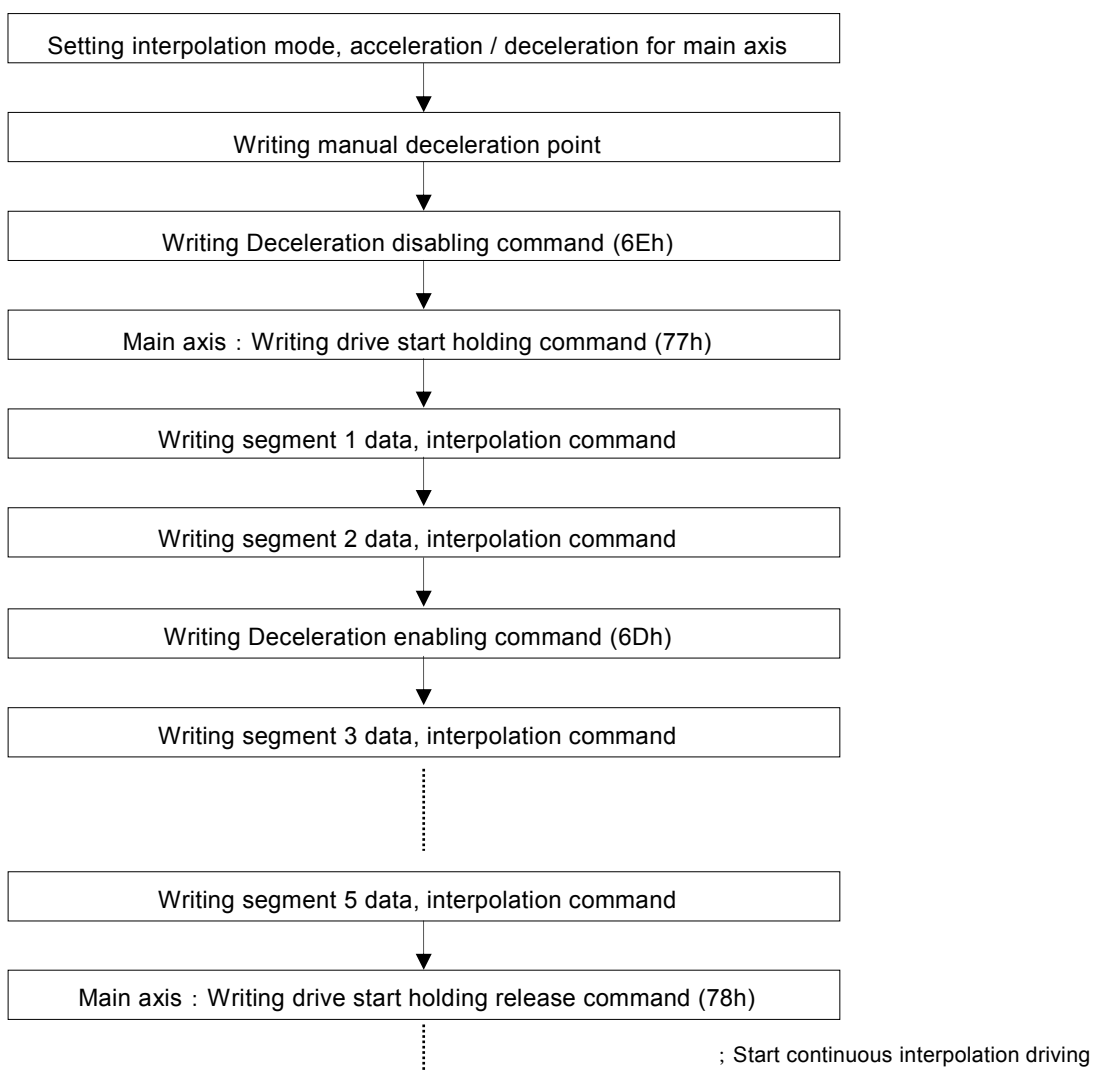 Setting interpolation mode, acceleration / deceleration for main axis
Writing manual deceleration point
Writing Deceleration disabling command (6Eh)
Main axis：Writing drive start holding command (77h)
Writing segment 1 data, interpolation command
Writing segment 2 data, interpolation command
Writing Deceleration enabling command (6Dh)
Writing segment 3 data, interpolation command
Writing segment 5 data, interpolation command
Main axis：Writing drive start holding release command (78h)
；Start continuous interpolation driving